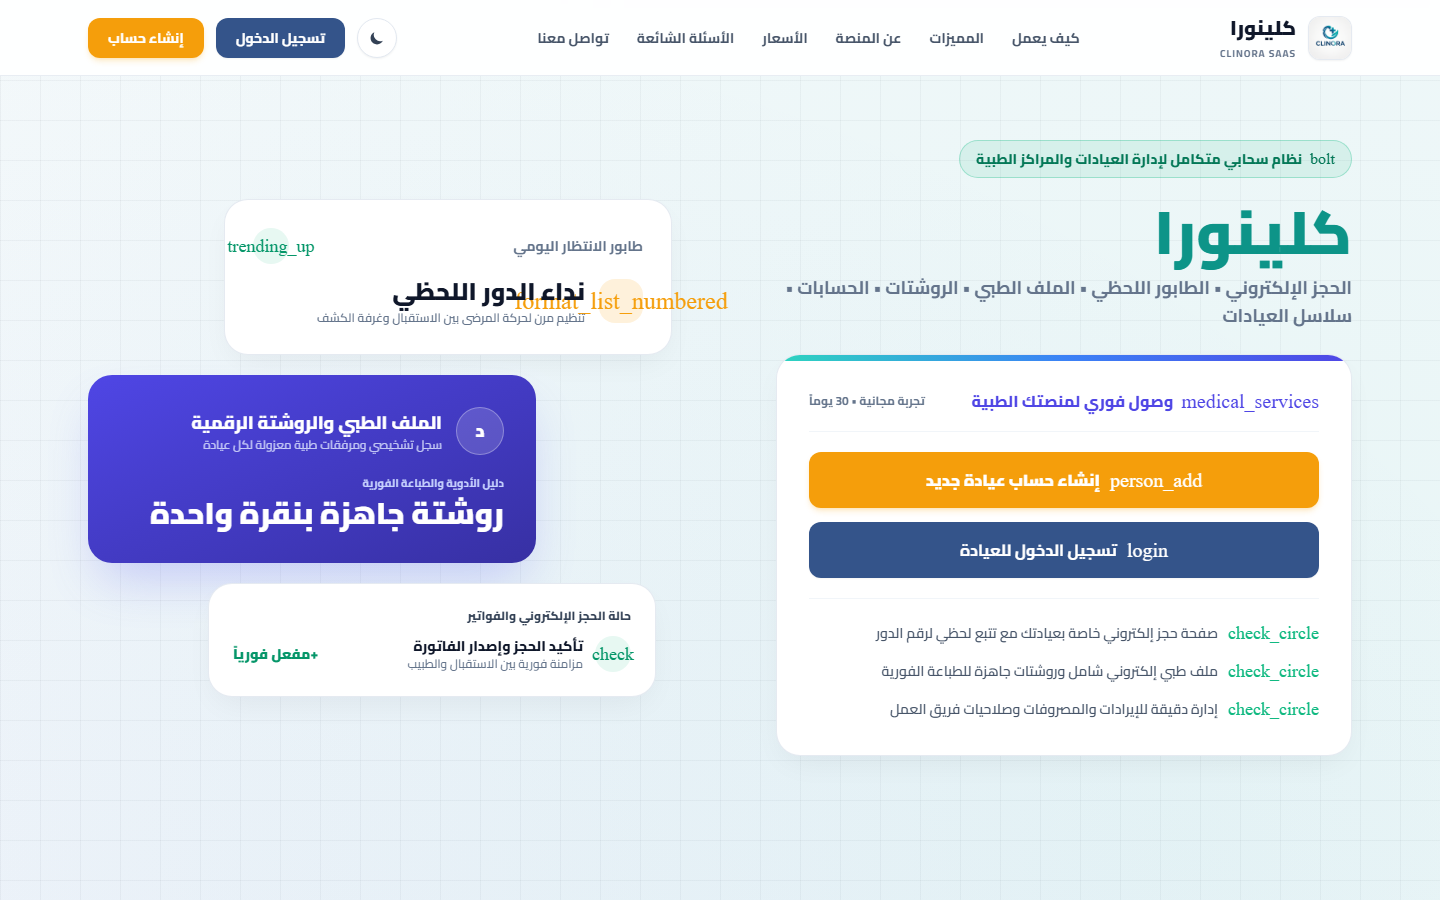 كلينورا
CLINORA SAAS
CLINORA
كيف يعمل
المميزات
عن المنصة
الأسعار
الأسئلة الشائعة
تواصل معنا
تسجيل الدخول
إنشاء حساب
bolt نظام سحابي متكامل لإدارة العيادات والمراكز الطبية
كلينورا
الحجز الإلكتروني • الطابور اللحظي • الملف الطبي • الروشتات • الحسابات •
سلاسل العيادات
medical_services وصول فوري لمنصتك الطبية
تجربة مجانية • 30 يوماً
person_add إنشاء حساب عيادة جديد
login تسجيل الدخول للعيادة
check_circle صفحة حجز إلكتروني خاصة بعيادتك مع تتبع لحظي لرقم الدور
check_circle ملف طبي إلكتروني شامل وروشتات جاهزة للطباعة الفورية
check_circle إدارة دقيقة للإيرادات والمصروفات وصلاحيات فريق العمل
طابور الانتظار اليومي
trending_up
format_list_numbered
نداء الدور اللحظي
تنظيم مرن لحركة المرضى بين الاستقبال وغرفة الكشف
د
الملف الطبي والروشتة الرقمية
سجل تشخيصي ومرفقات طبية معزولة لكل عيادة
دليل الأدوية والطباعة الفورية
روشتة جاهزة بنقرة واحدة
حالة الحجز الإلكتروني والفواتير
check
تأكيد الحجز وإصدار الفاتورة
مزامنة فورية بين الاستقبال والطبيب
+مفعل فورياً